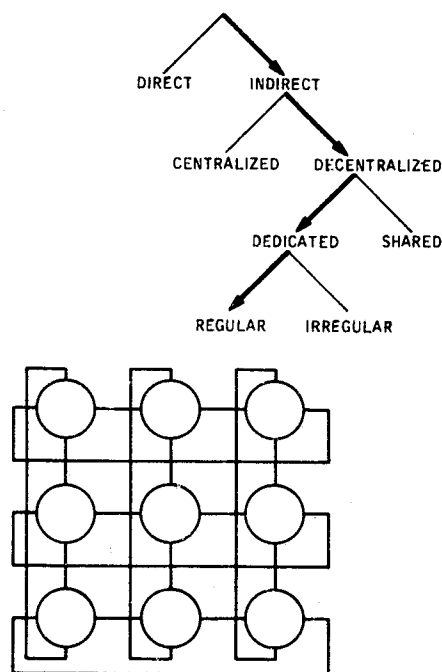 DIRECT INDIRECT
CENTRALIZED DECENTRALIZED
DEDICATED SHARED
REGULAR IRREGULAR